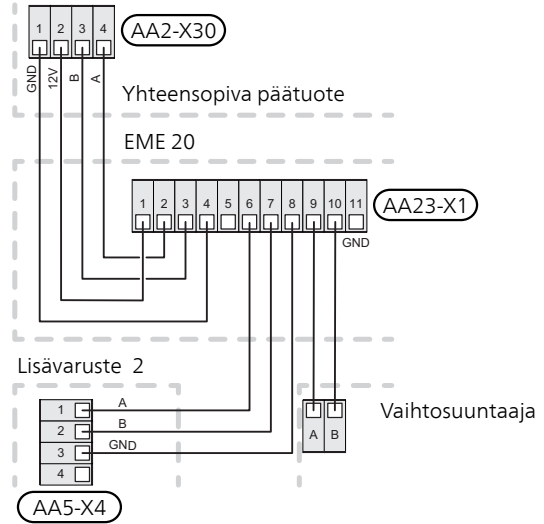 1 2 3 4
AA2-X30
GND 12V B A
Yhteensopiva päätuote
EME 20
1 2 3 4 5 6 7 8 9 10 11
AA23-X1
GND
Lisävaruste 2
1 A
2 B
3 GND
4
A B
Vaihtosuuntaaja
AA5-X4